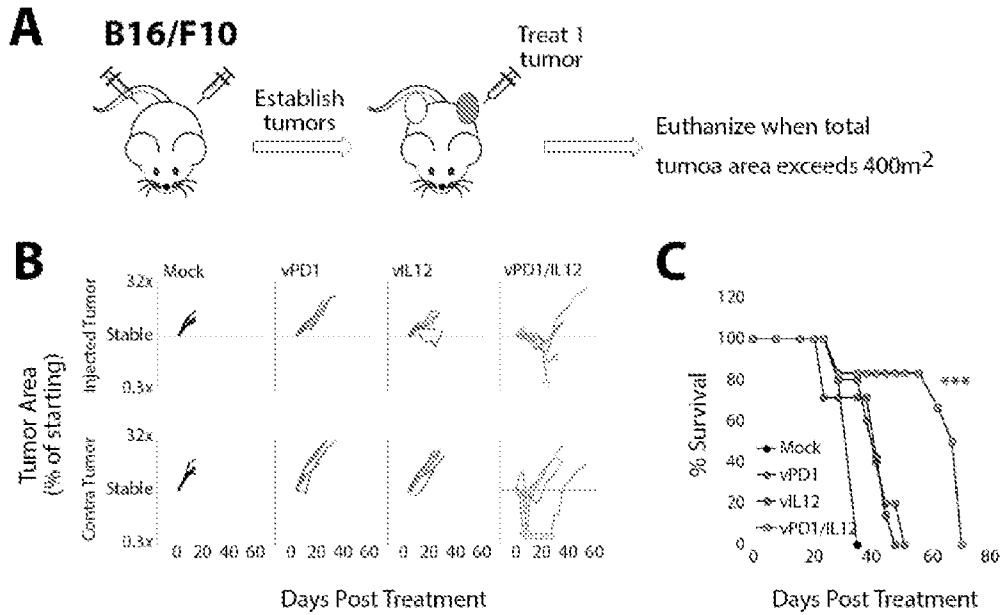 A
B16/F10
Establish
tumors
Treat 1
tumor
Euthanize when total
tumoa area exceeds 400m²
B
Mock
vPD1
vIL12
vPD1/IL12
Tumor Area
(% of starting)
Injected Tumor
32x
Stable
0.3x
Contra Tumor
32x
Stable
0.3x
0 20 40 60
0 20 40 60
0 20 40 60
0 20 40 60
Days Post Treatment
C
% Survival
120
100
80
60
40
20
0
***
Mock
vPD1
vIL12
vPD1/IL12
0 20 40 60 80
Days Post Treatment